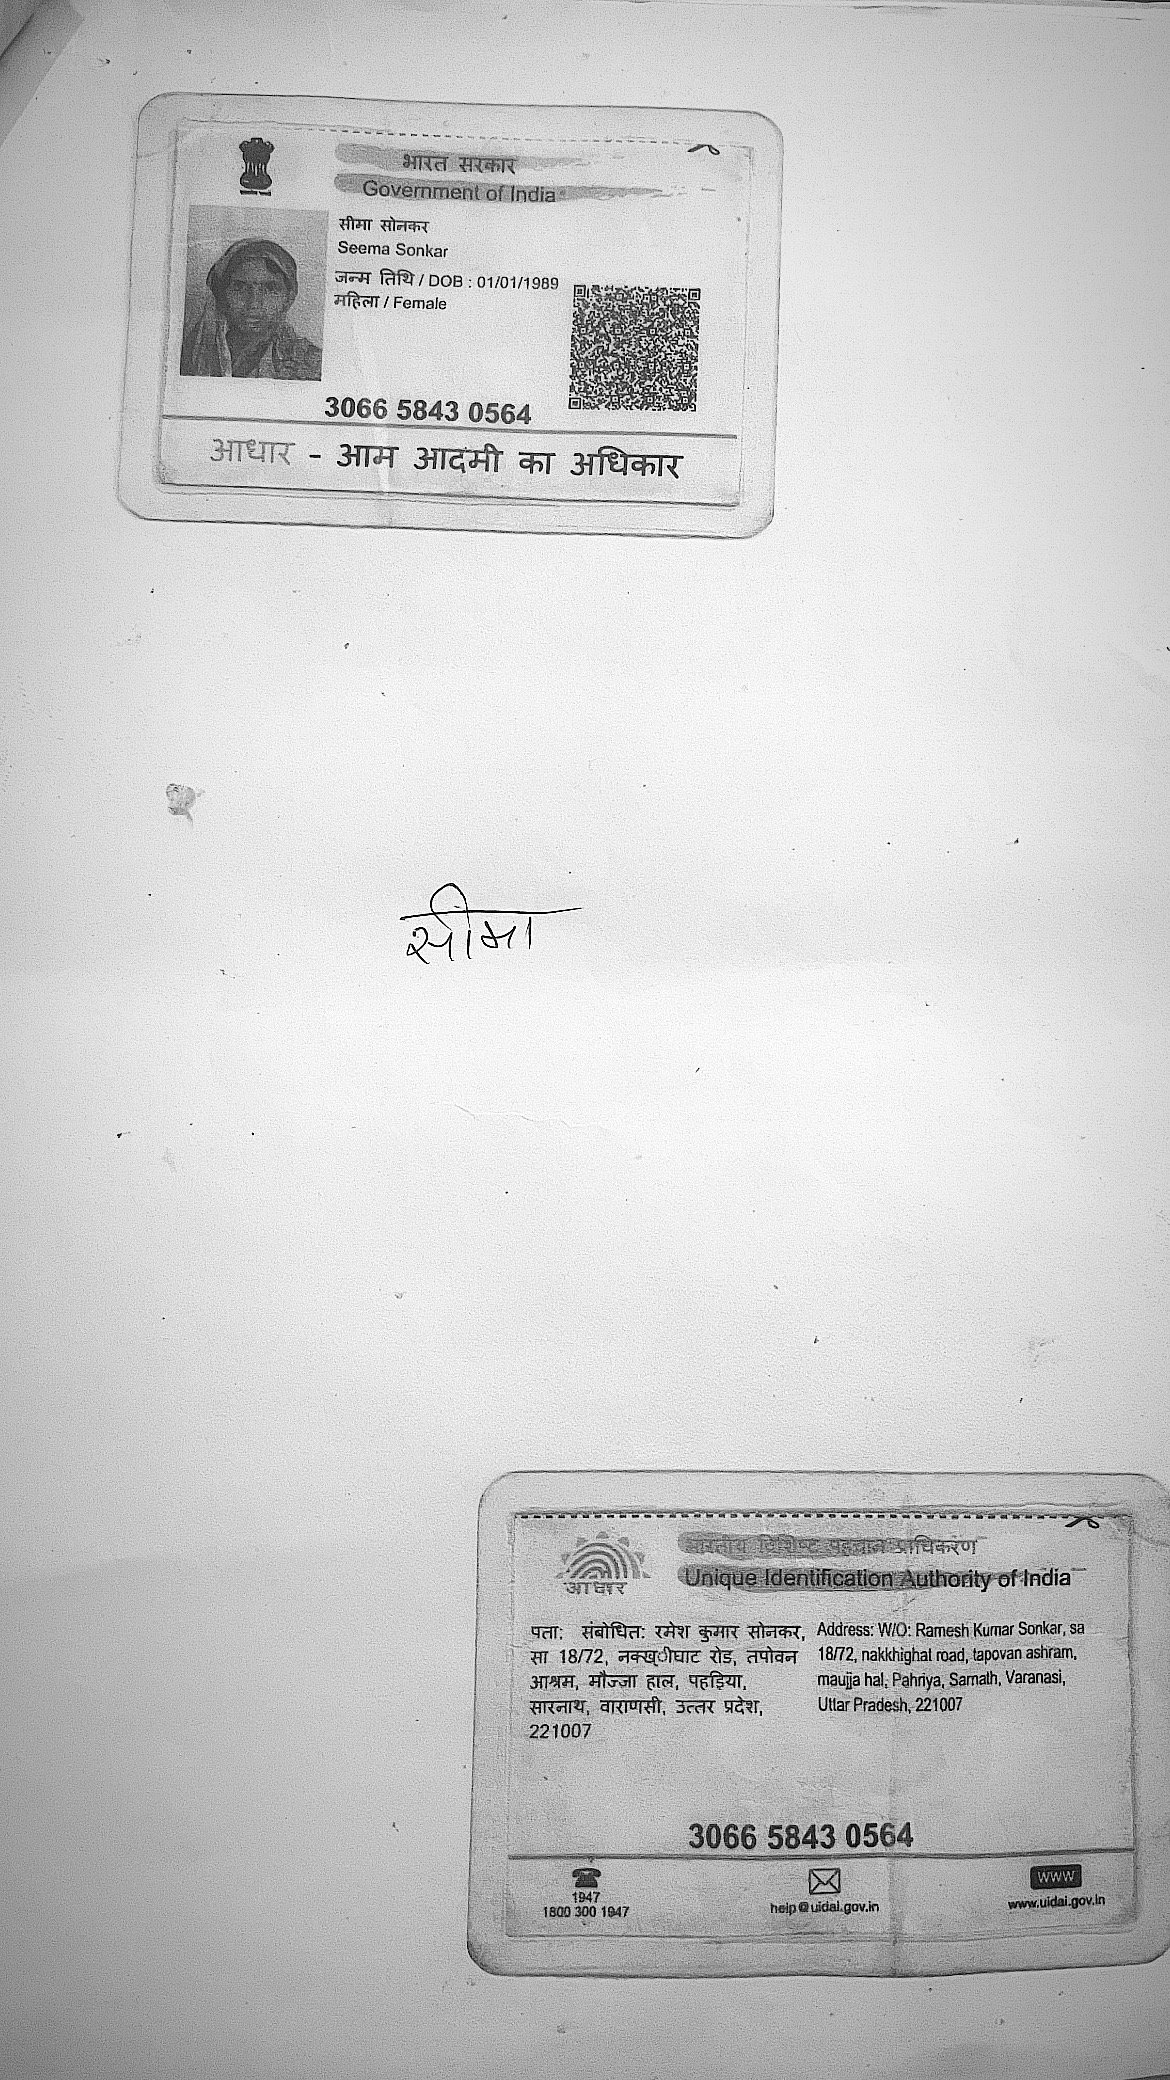 भारत सरकार
Government of India
सीमा सोनकर
Seema Sonkar
जन्म तिथि / DOB : 01/01/1989
महिला / Female
3066 5843 0564
आधार - आम आदमी का अधिकार
सीमा
भारतीय विशिष्ट पहचान प्राधिकरण
Unique Identification Authority of India
आधार
पता: संबोधित: रमेश कुमार सोनकर,
सा 18/72, नक्ख्ीघाट रोड, तपोवन
आश्रम, मौज्जा हाल, पहड़िया,
सारनाथ, वाराणसी, उत्तर प्रदेश,
221007
Address: W/O: Ramesh Kumar Sonkar, sa
18/72, nakkhighat road, tapovan ashram,
maujja hal, Pahriya, Sarnath, Varanasi,
Uttar Pradesh, 221007
3066 5843 0564
1947
1800 300 1947
help@uidai.gov.in
www
www.uidai.gov.in